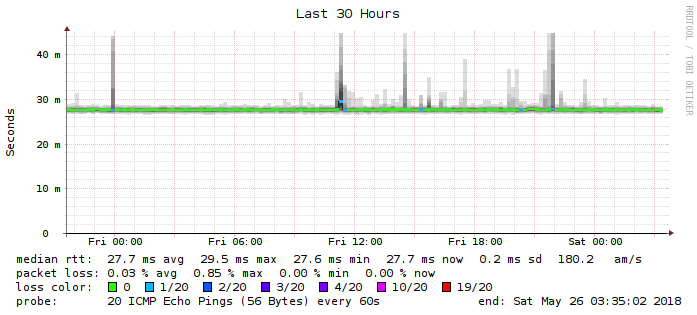 Last 30 Hours
RRDTOOL / TOBI OETIKER
Seconds
40 m
30 m
20 m
10 m
0
Fri 00:00 Fri 06:00 Fri 12:00 Fri 18:00 Sat 00:00
median rtt: 27.7 ms avg 29.5 ms max 27.6 ms min 27.7 ms now 0.2 ms sd 180.2 am/s
packet loss: 0.03 % avg 0.85 % max 0.00 % min 0.00 % now
loss color: 0 1/20 2/20 3/20 4/20 10/20 19/20
probe: 20 ICMP Echo Pings (56 Bytes) every 60s end: Sat May 26 03:35:02 2018